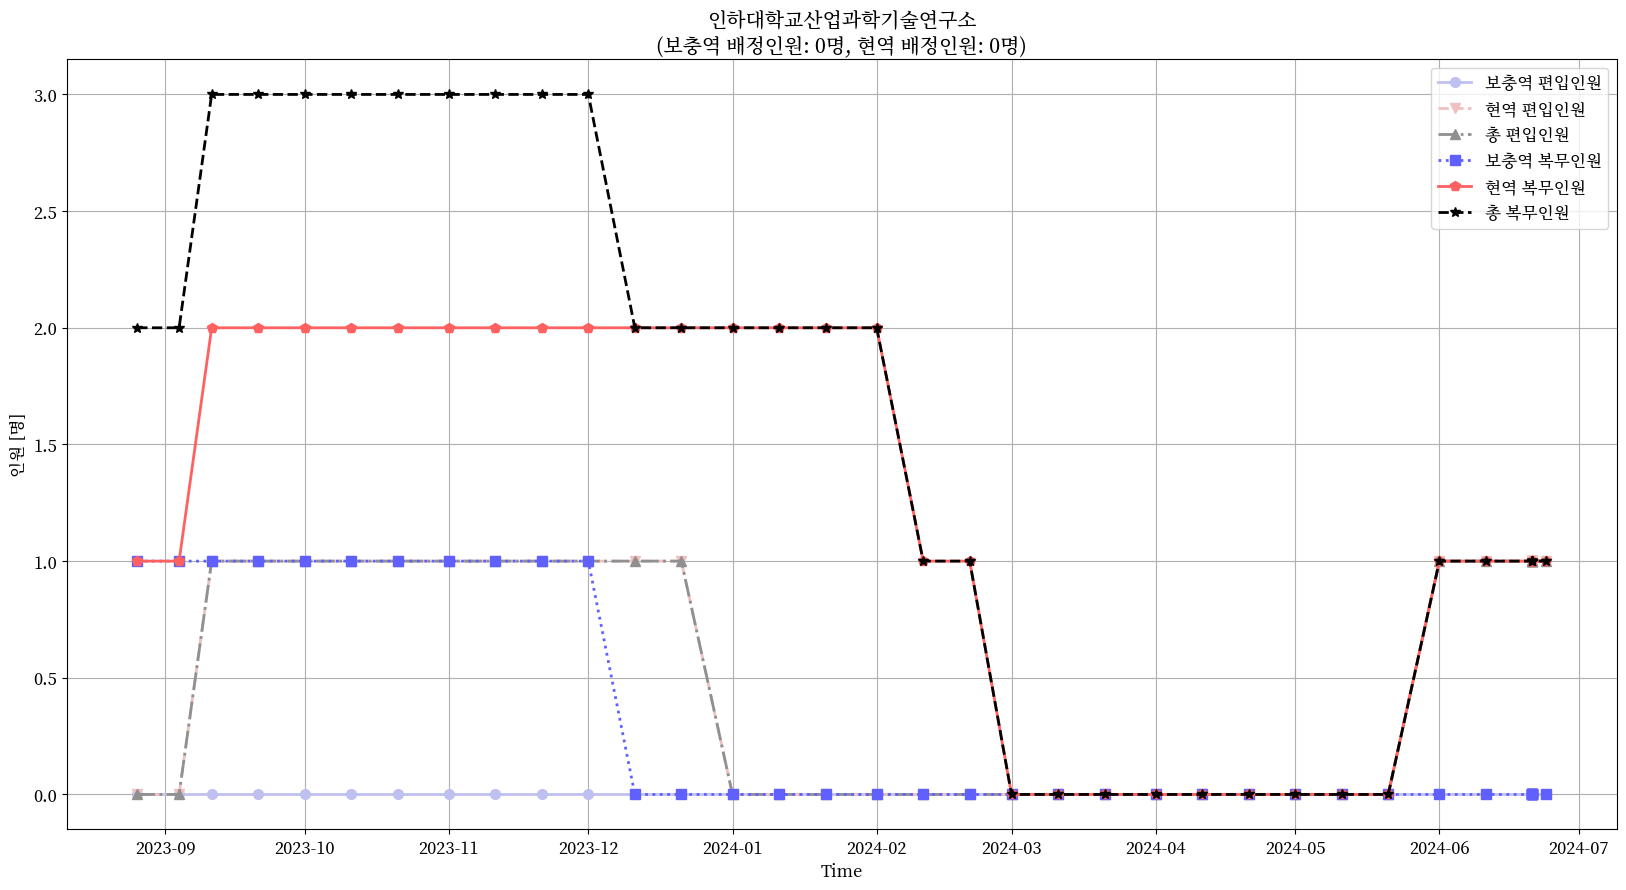 인하대학교산업과학기술연구소
(보충역 배정인원: 0명, 현역 배정인원: 0명)
보충역 편입인원
현역 편입인원
총 편입인원
보충역 복무인원
현역 복무인원
총 복무인원
3.0
2.5
2.0
1.5
1.0
0.5
0.0
인원 [명]
2023-09 2023-10 2023-11 2023-12 2024-01 2024-02 2024-03 2024-04 2024-05 2024-06 2024-07
Time